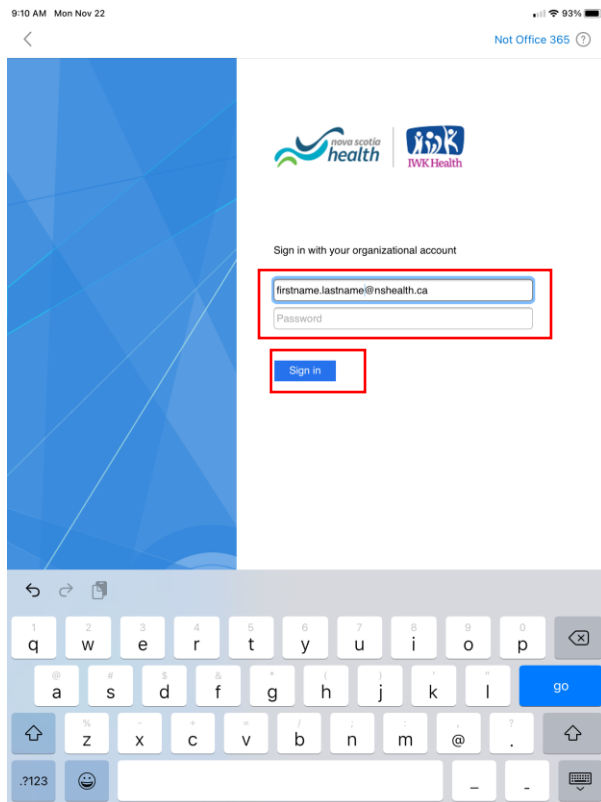 9:10 AM Mon Nov 22
93%
Not Office 365 ?
nova scotia
health
IWK Health
Sign in with your organizational account
firstname.lastname@nshealth.ca
Password
Sign in
1 2 3 4 5 6 7 8 9 0
q w e r t y u i o p
@ # $ & * ( ) ' "
a s d f g h j k l go
% - + = / ; : , ?
z x c v b n m @ .
.?123 _ -